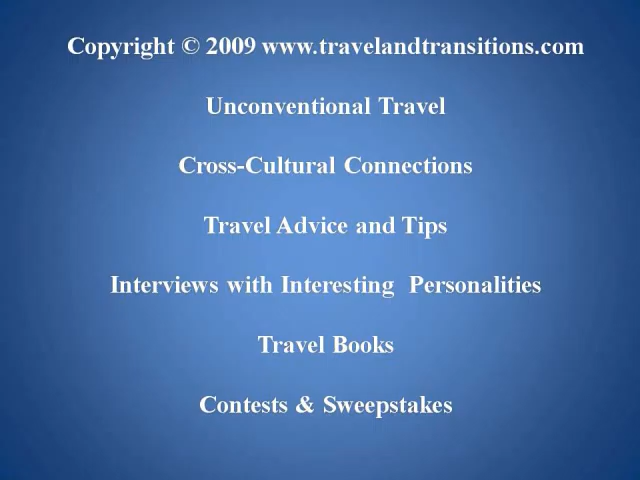 Copyright © 2009 www.travelandtransitions.com
Unconventional Travel
Cross-Cultural Connections
Travel Advice and Tips
Interviews with Interesting  Personalities
Travel Books
Contests & Sweepstakes